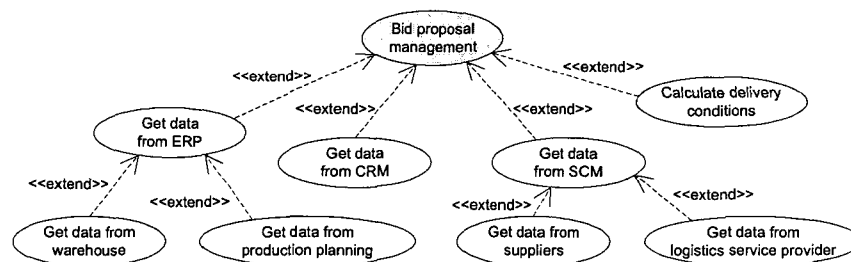 Bid proposal
management
<<extend>>
<<extend>>
<<extend>>
<<extend>>
Calculate delivery
conditions
Get data
from ERP
Get data
from CRM
Get data
from SCM
<<extend>>
<<extend>>
<<extend>>
<<extend>>
Get data from
warehouse
Get data from
production planning
Get data from
suppliers
Get data from
logistics service provider